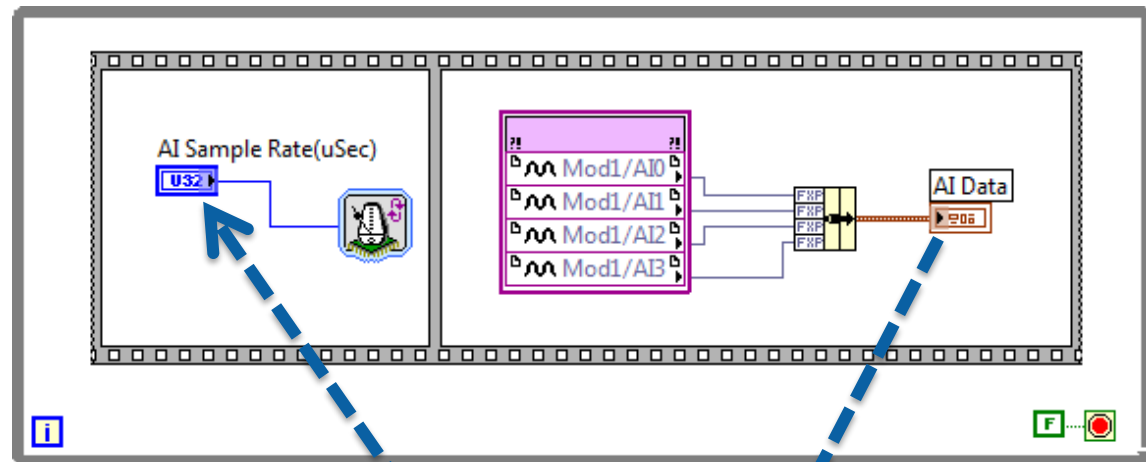 AI Sample Rate(uSec)
U32
?! ?!
Mod1/AI0
Mod1/AI1
Mod1/AI2
Mod1/AI3
FXP
FXP
FXP
FXP
AI Data
i
F